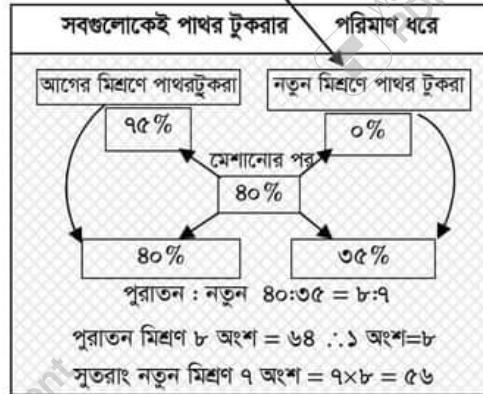 সবগুলোকেই পাথর টুকরার পরিমাণ ধরে
আগের মিশ্রণে পাথরটুকরা নতুন মিশ্রণে পাথর টুকরা
৭৫% ০%
মেশানোর পর
৪০%
৪০% ৩৫%
পুরাতন : নতুন ৪০:৩৫ = ৮:৭
পুরাতন মিশ্রণ ৮ অংশ = ৬৪ ∴১ অংশ=৮
সুতরাং নতুন মিশ্রণ ৭ অংশ = ৭×৮ = ৫৬